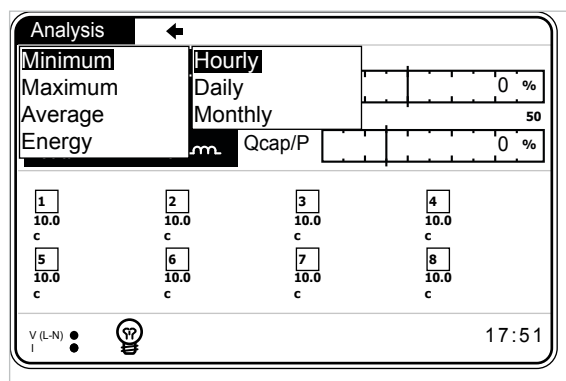 Analysis
Minimum
Maximum
Average
Energy
Hourly
Daily
Monthly
0 %
50
Qcap/P
0 %
1 2 3 4
10.0 10.0 10.0 10.0
c c c c
5 6 7 8
10.0 10.0 10.0 10.0
c c c c
V (L-N)
I
17:51